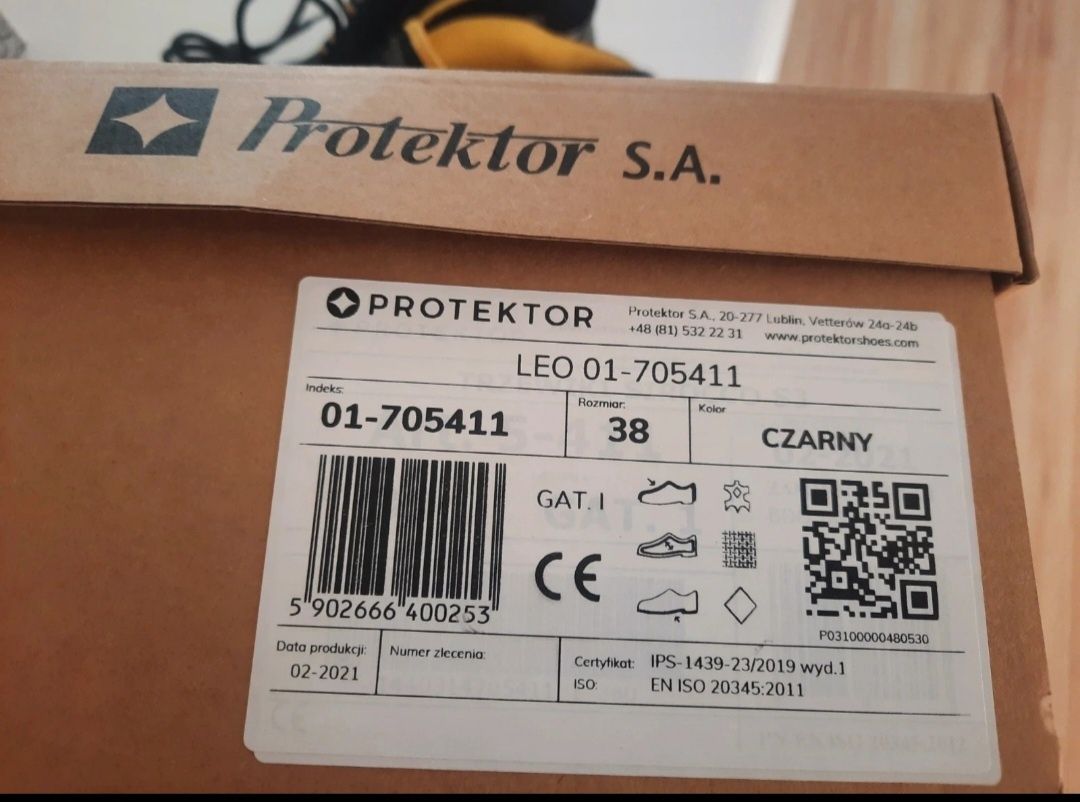 Protektor S.A.
PROTEKTOR
Protektor S.A., 20-277 Lublin, Vetterów 24a-24b
+48 (81) 532 22 31 www.protektorshoes.com
LEO 01-705411
Indeks:
01-705411
Rozmiar:
38
Kolor
CZARNY
GAT. I
CE
5 902666 400253
P03100000480530
Data produkcji:
02-2021
Numer zlecenia:
Certyfikat: IPS-1439-23/2019 wyd.1
ISO: EN ISO 20345:2011